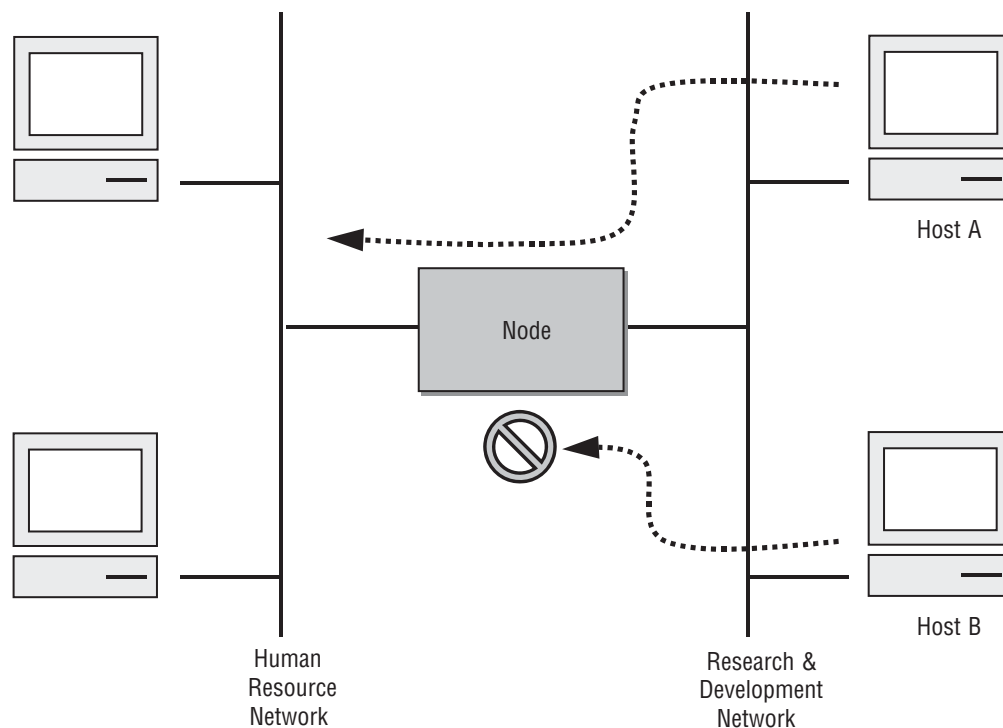 Host A
Node
Host B
Human
Resource
Network
Research &
Development
Network